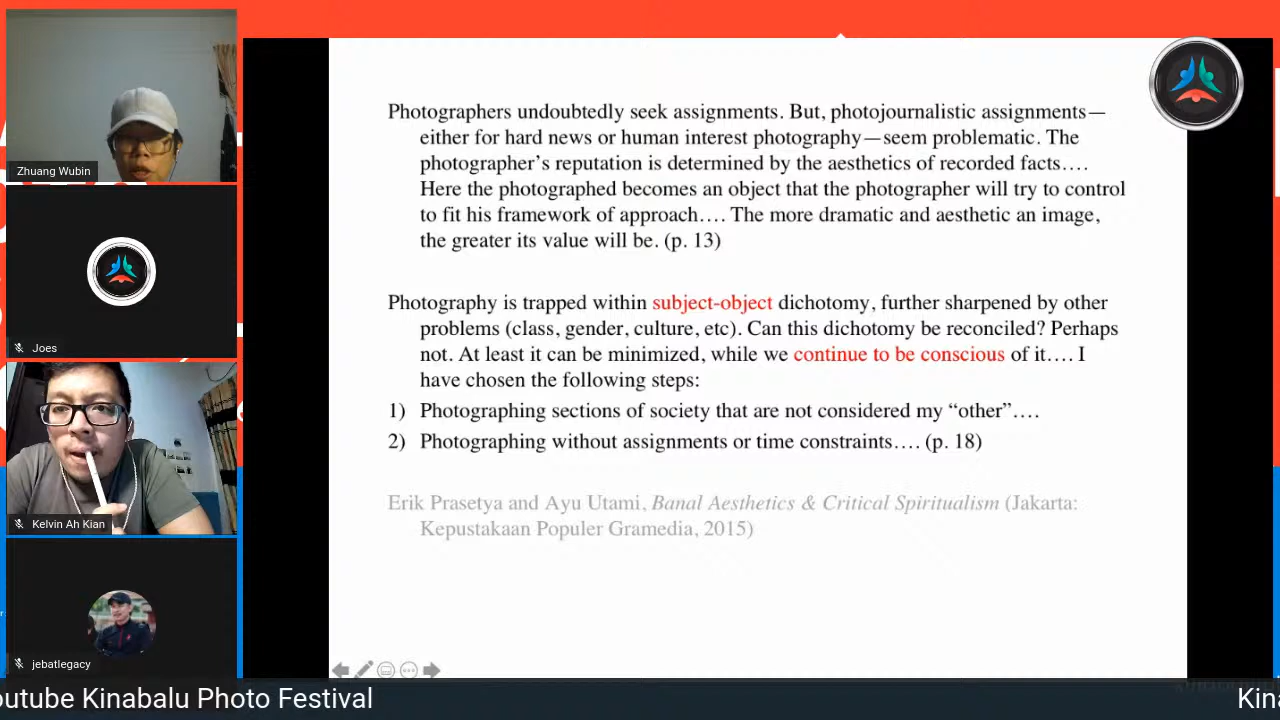 Zhuang Wubin
Joes
Kelvin Ah Kian
jebatlegacy
Photographers undoubtedly seek assignments. But, photojournalistic assignments—
either for hard news or human interest photography—seem problematic. The
photographer's reputation is determined by the aesthetics of recorded facts….
Here the photographed becomes an object that the photographer will try to control
to fit his framework of approach…. The more dramatic and aesthetic an image,
the greater its value will be. (p. 13)
Photography is trapped within subject-object dichotomy, further sharpened by other
problems (class, gender, culture, etc). Can this dichotomy be reconciled? Perhaps
not. At least it can be minimized, while we continue to be conscious of it…. I
have chosen the following steps:
1) Photographing sections of society that are not considered my “other”….
2) Photographing without assignments or time constraints…. (p. 18)
Erik Prasetya and Ayu Utami, Banal Aesthetics & Critical Spiritualism (Jakarta:
Kepustakaan Populer Gramedia, 2015)
outube Kinabalu Photo Festival
Kina